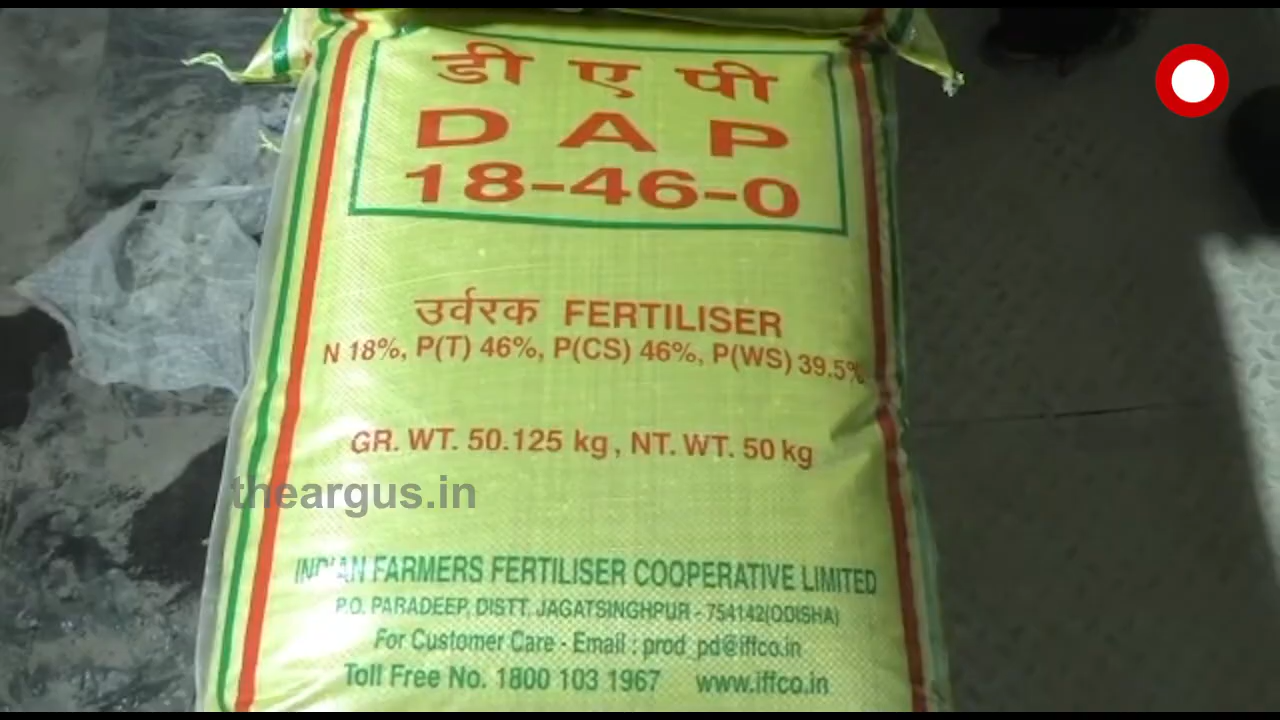 डी ए पी
D A P
18-46-0
उर्वरक FERTILISER
N 18%, P(T) 46%, P(CS) 46%, P(WS) 39.5%
GR. WT. 50.125 kg, NT. WT. 50 kg
theargus.in
INDIAN FARMERS FERTILISER COOPERATIVE LIMITED
P.O. PARADEEP, DISTT. JAGATSINGHPUR - 754142(ODISHA)
For Customer Care - Email : prod_pd@iffco.in
Toll Free No. 1800 103 1967 www.iffco.in